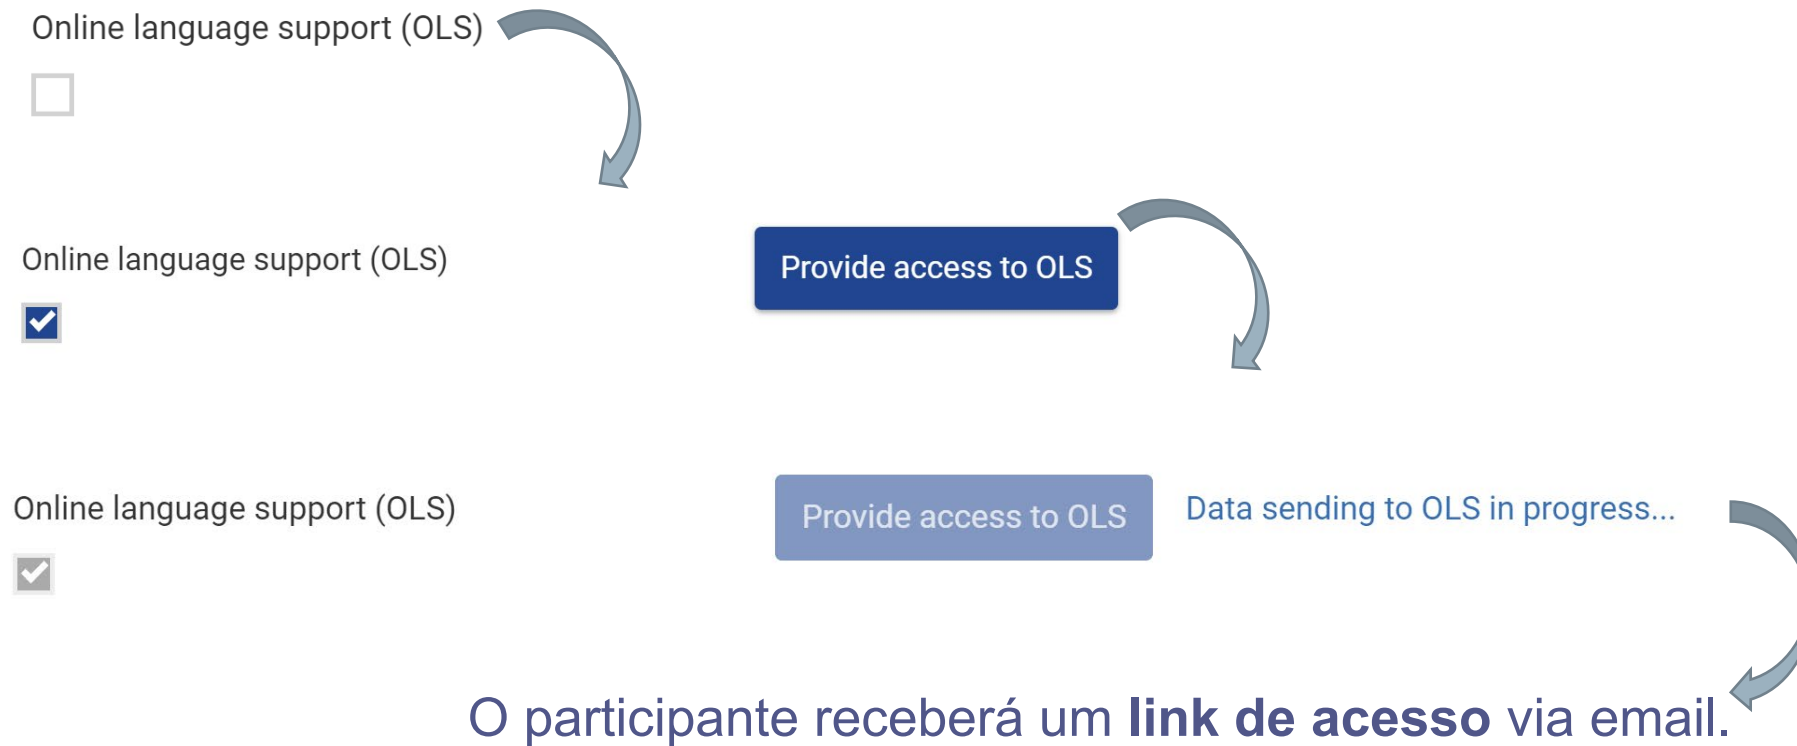 Online language support (OLS)
Online language support (OLS)
Provide access to OLS
Online language support (OLS)
Provide access to OLS
Data sending to OLS in progress...
O participante receberá um link de acesso via email.